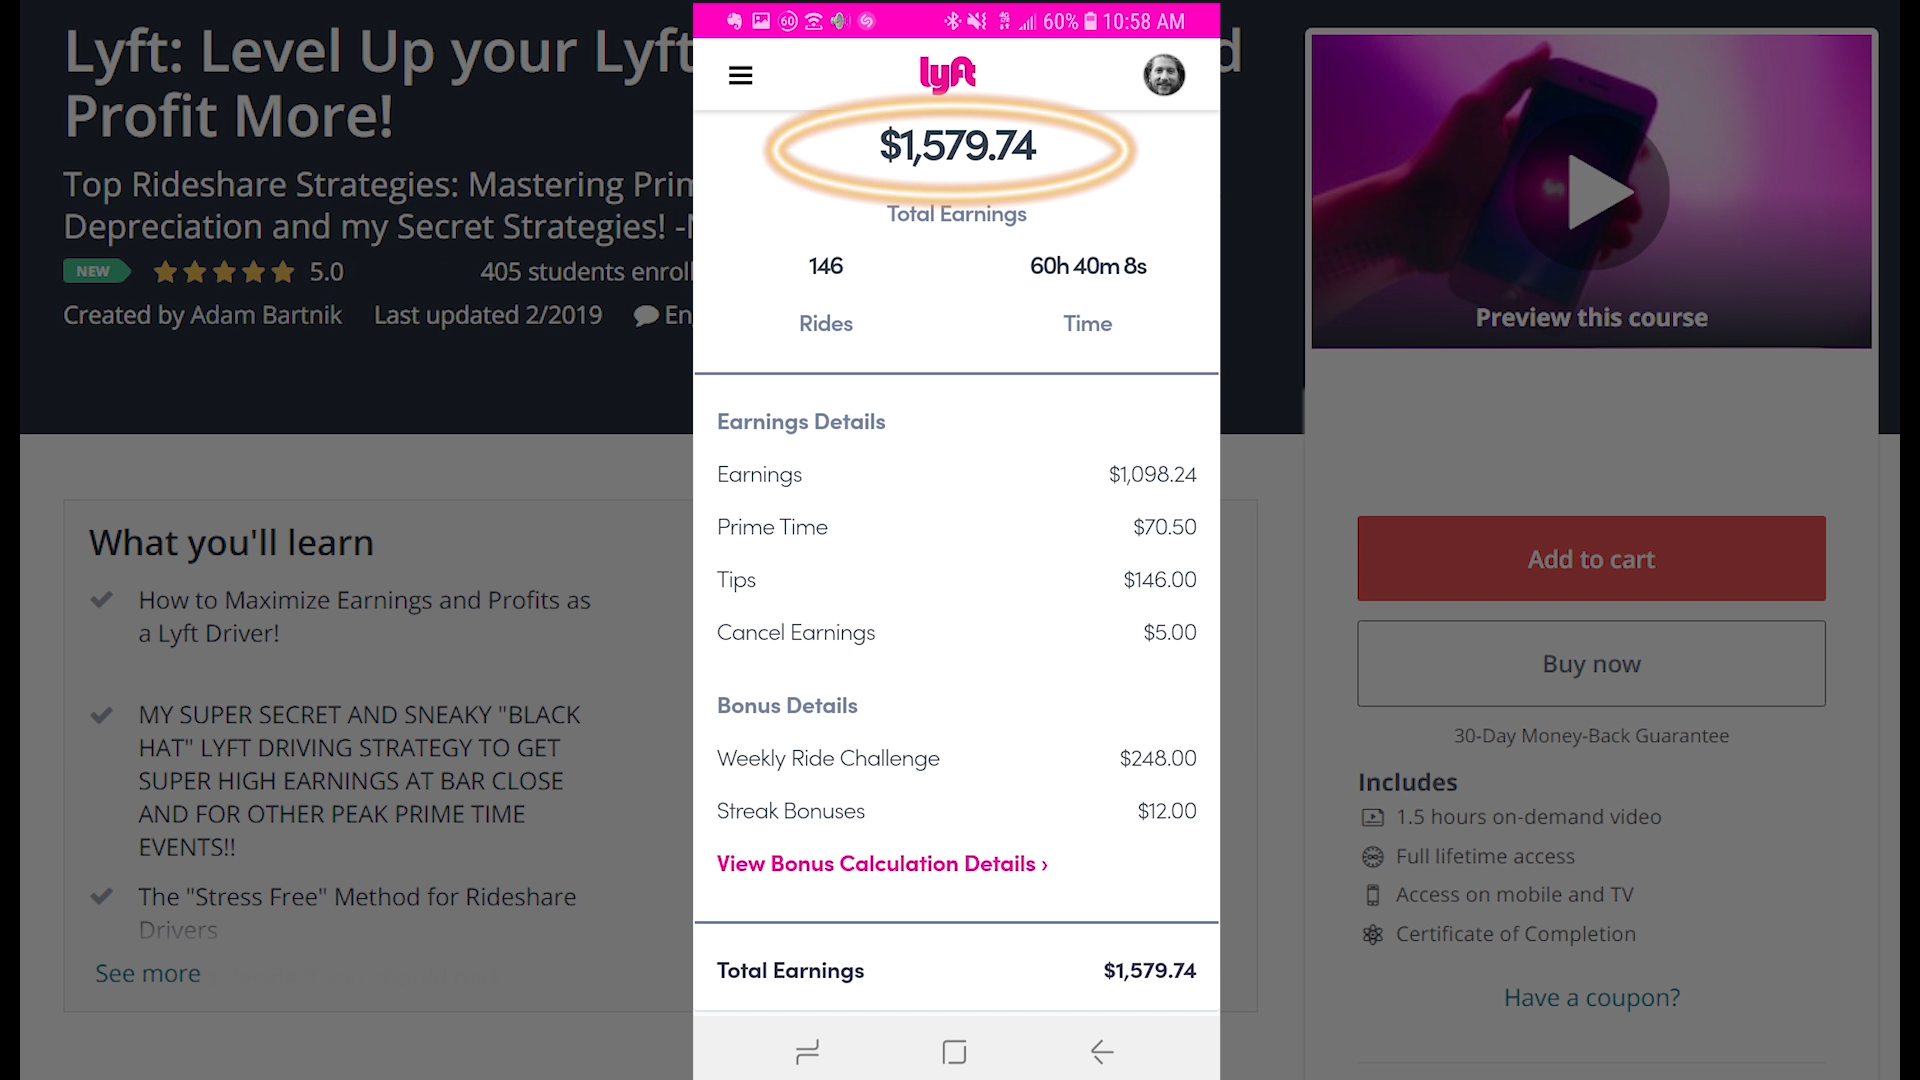 Lyft: Level Up your Lyft
Profit More!
Top Rideshare Strategies: Mastering
Depreciation and my Secret Strategies!
NEW 5.0 405 students
Created by Adam Bartnik Last updated 2/2019
What you'll learn
How to Maximize Earnings and Profits as
a Lyft Driver!
MY SUPER SECRET AND SNEAKY "BLACK
HAT" LYFT DRIVING STRATEGY TO GET
SUPER HIGH EARNINGS AT BAR CLOSE
AND FOR OTHER PEAK PRIME TIME
EVENTS!!
The "Stress Free" Method for Rideshare
Drivers
See more
60 60% 10:58 AM
lyft
$1,579.74
Total Earnings
146 60h 40m 8s
Rides Time
Earnings Details
Earnings $1,098.24
Prime Time $70.50
Tips $146.00
Cancel Earnings $5.00
Bonus Details
Weekly Ride Challenge $248.00
Streak Bonuses $12.00
View Bonus Calculation Details ›
Total Earnings $1,579.74
Preview this course
Add to cart
Buy now
30-Day Money-Back Guarantee
Includes
1.5 hours on-demand video
Full lifetime access
Access on mobile and TV
Certificate of Completion
Have a coupon?